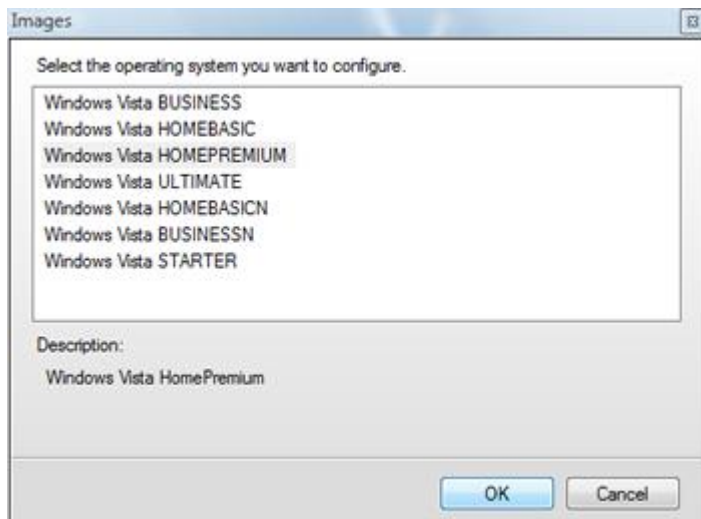 Images
Select the operating system you want to configure.
Windows Vista BUSINESS
Windows Vista HOMEBASIC
Windows Vista HOMEPREMIUM
Windows Vista ULTIMATE
Windows Vista HOMEBASICN
Windows Vista BUSINESSN
Windows Vista STARTER
Description:
Windows Vista HomePremium
OK Cancel